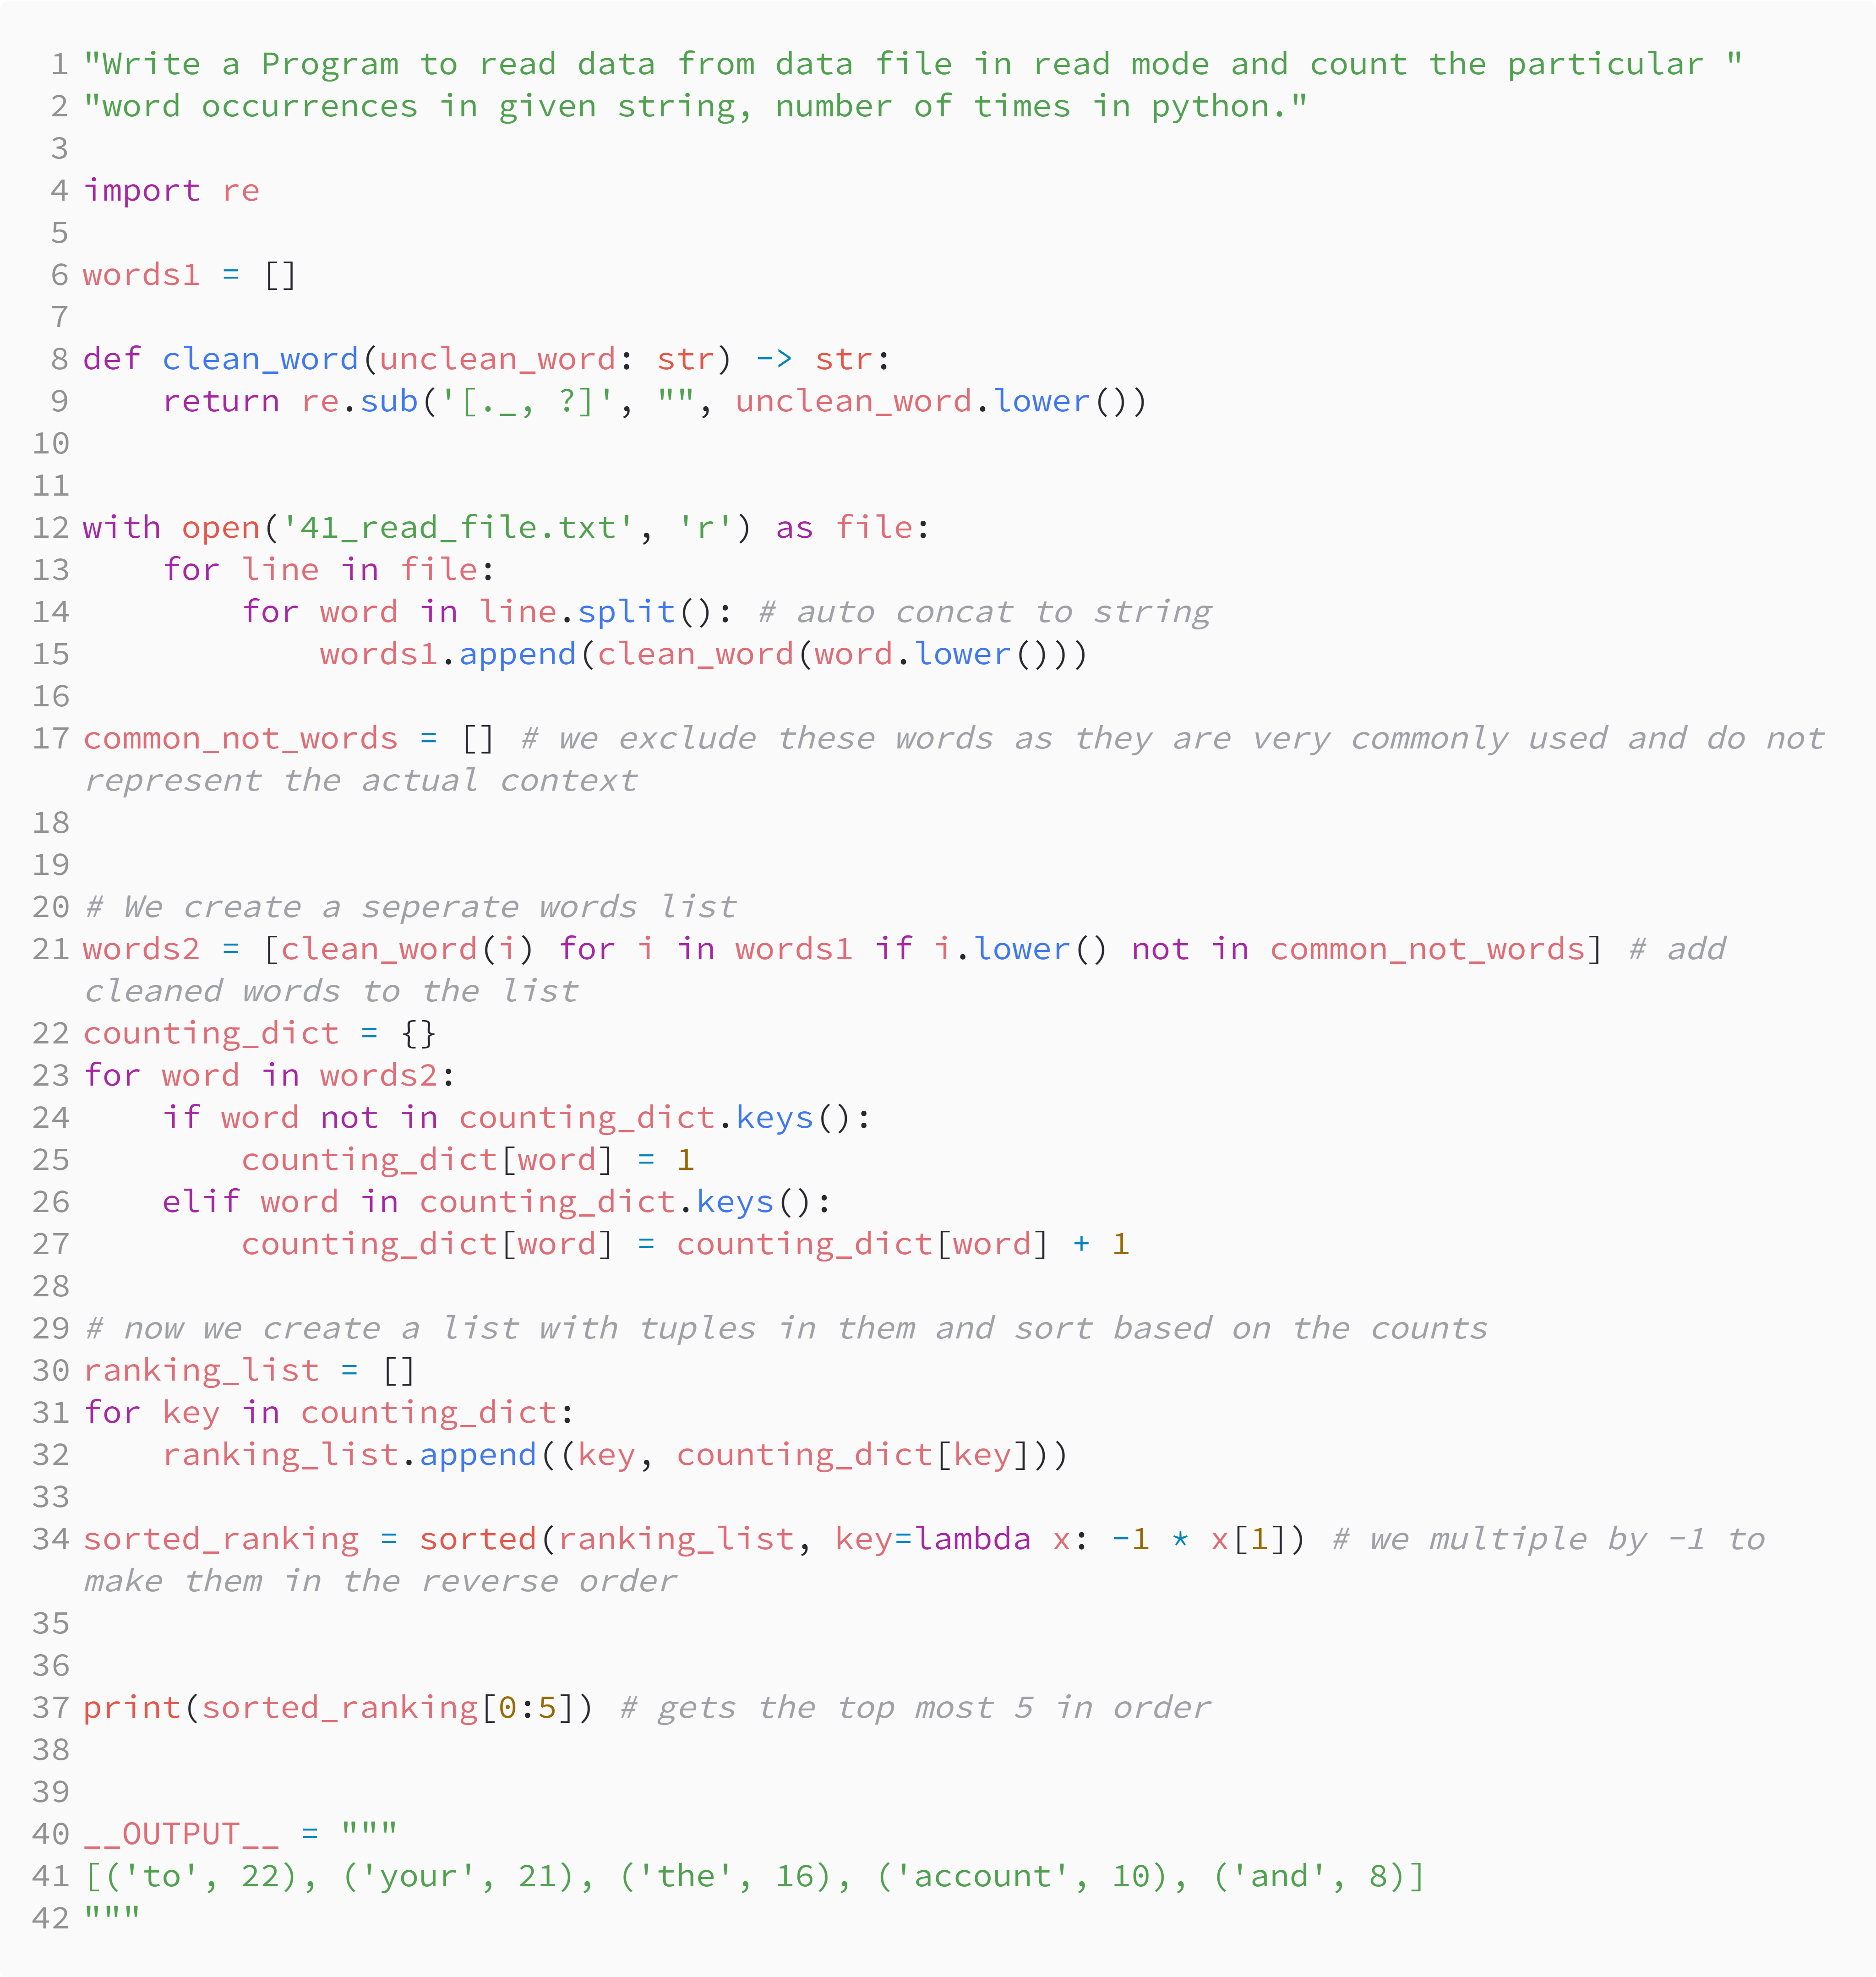 1 "Write a Program to read data from data file in read mode and count the particular "
2 "word occurrences in given string, number of times in python."
3
4 import re
5
6 words1 = []
7
8 def clean_word(unclean_word: str) -> str:
9     return re.sub('[._, ?]', "", unclean_word.lower())
10
11
12 with open('41_read_file.txt', 'r') as file:
13     for line in file:
14         for word in line.split(): # auto concat to string
15             words1.append(clean_word(word.lower()))
16
17 common_not_words = [] # we exclude these words as they are very commonly used and do not
represent the actual context
18
19
20 # We create a seperate words list
21 words2 = [clean_word(i) for i in words1 if i.lower() not in common_not_words] # add
cleaned words to the list
22 counting_dict = {}
23 for word in words2:
24     if word not in counting_dict.keys():
25         counting_dict[word] = 1
26     elif word in counting_dict.keys():
27         counting_dict[word] = counting_dict[word] + 1
28
29 # now we create a list with tuples in them and sort based on the counts
30 ranking_list = []
31 for key in counting_dict:
32     ranking_list.append((key, counting_dict[key]))
33
34 sorted_ranking = sorted(ranking_list, key=lambda x: -1 * x[1]) # we multiple by -1 to
make them in the reverse order
35
36
37 print(sorted_ranking[0:5]) # gets the top most 5 in order
38
39
40 __OUTPUT__ = """
41 [('to', 22), ('your', 21), ('the', 16), ('account', 10), ('and', 8)]
42 """